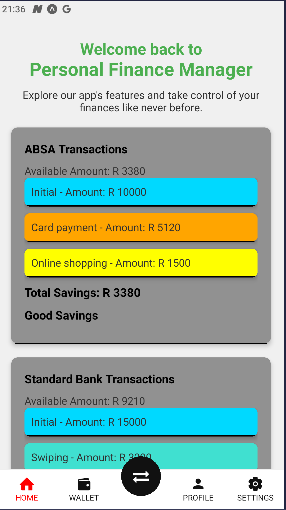 21:36
Welcome back to
Personal Finance Manager
Explore our app's features and take control of your
finances like never before.
ABSA Transactions
Available Amount: R 3380
Initial - Amount: R 10000
Card payment - Amount: R 5120
Online shopping - Amount: R 1500
Total Savings: R 3380
Good Savings
Standard Bank Transactions
Available Amount: R 9210
Initial - Amount: R 15000
Swiping - Amount: R
HOME
WALLET
PROFILE
SETTINGS